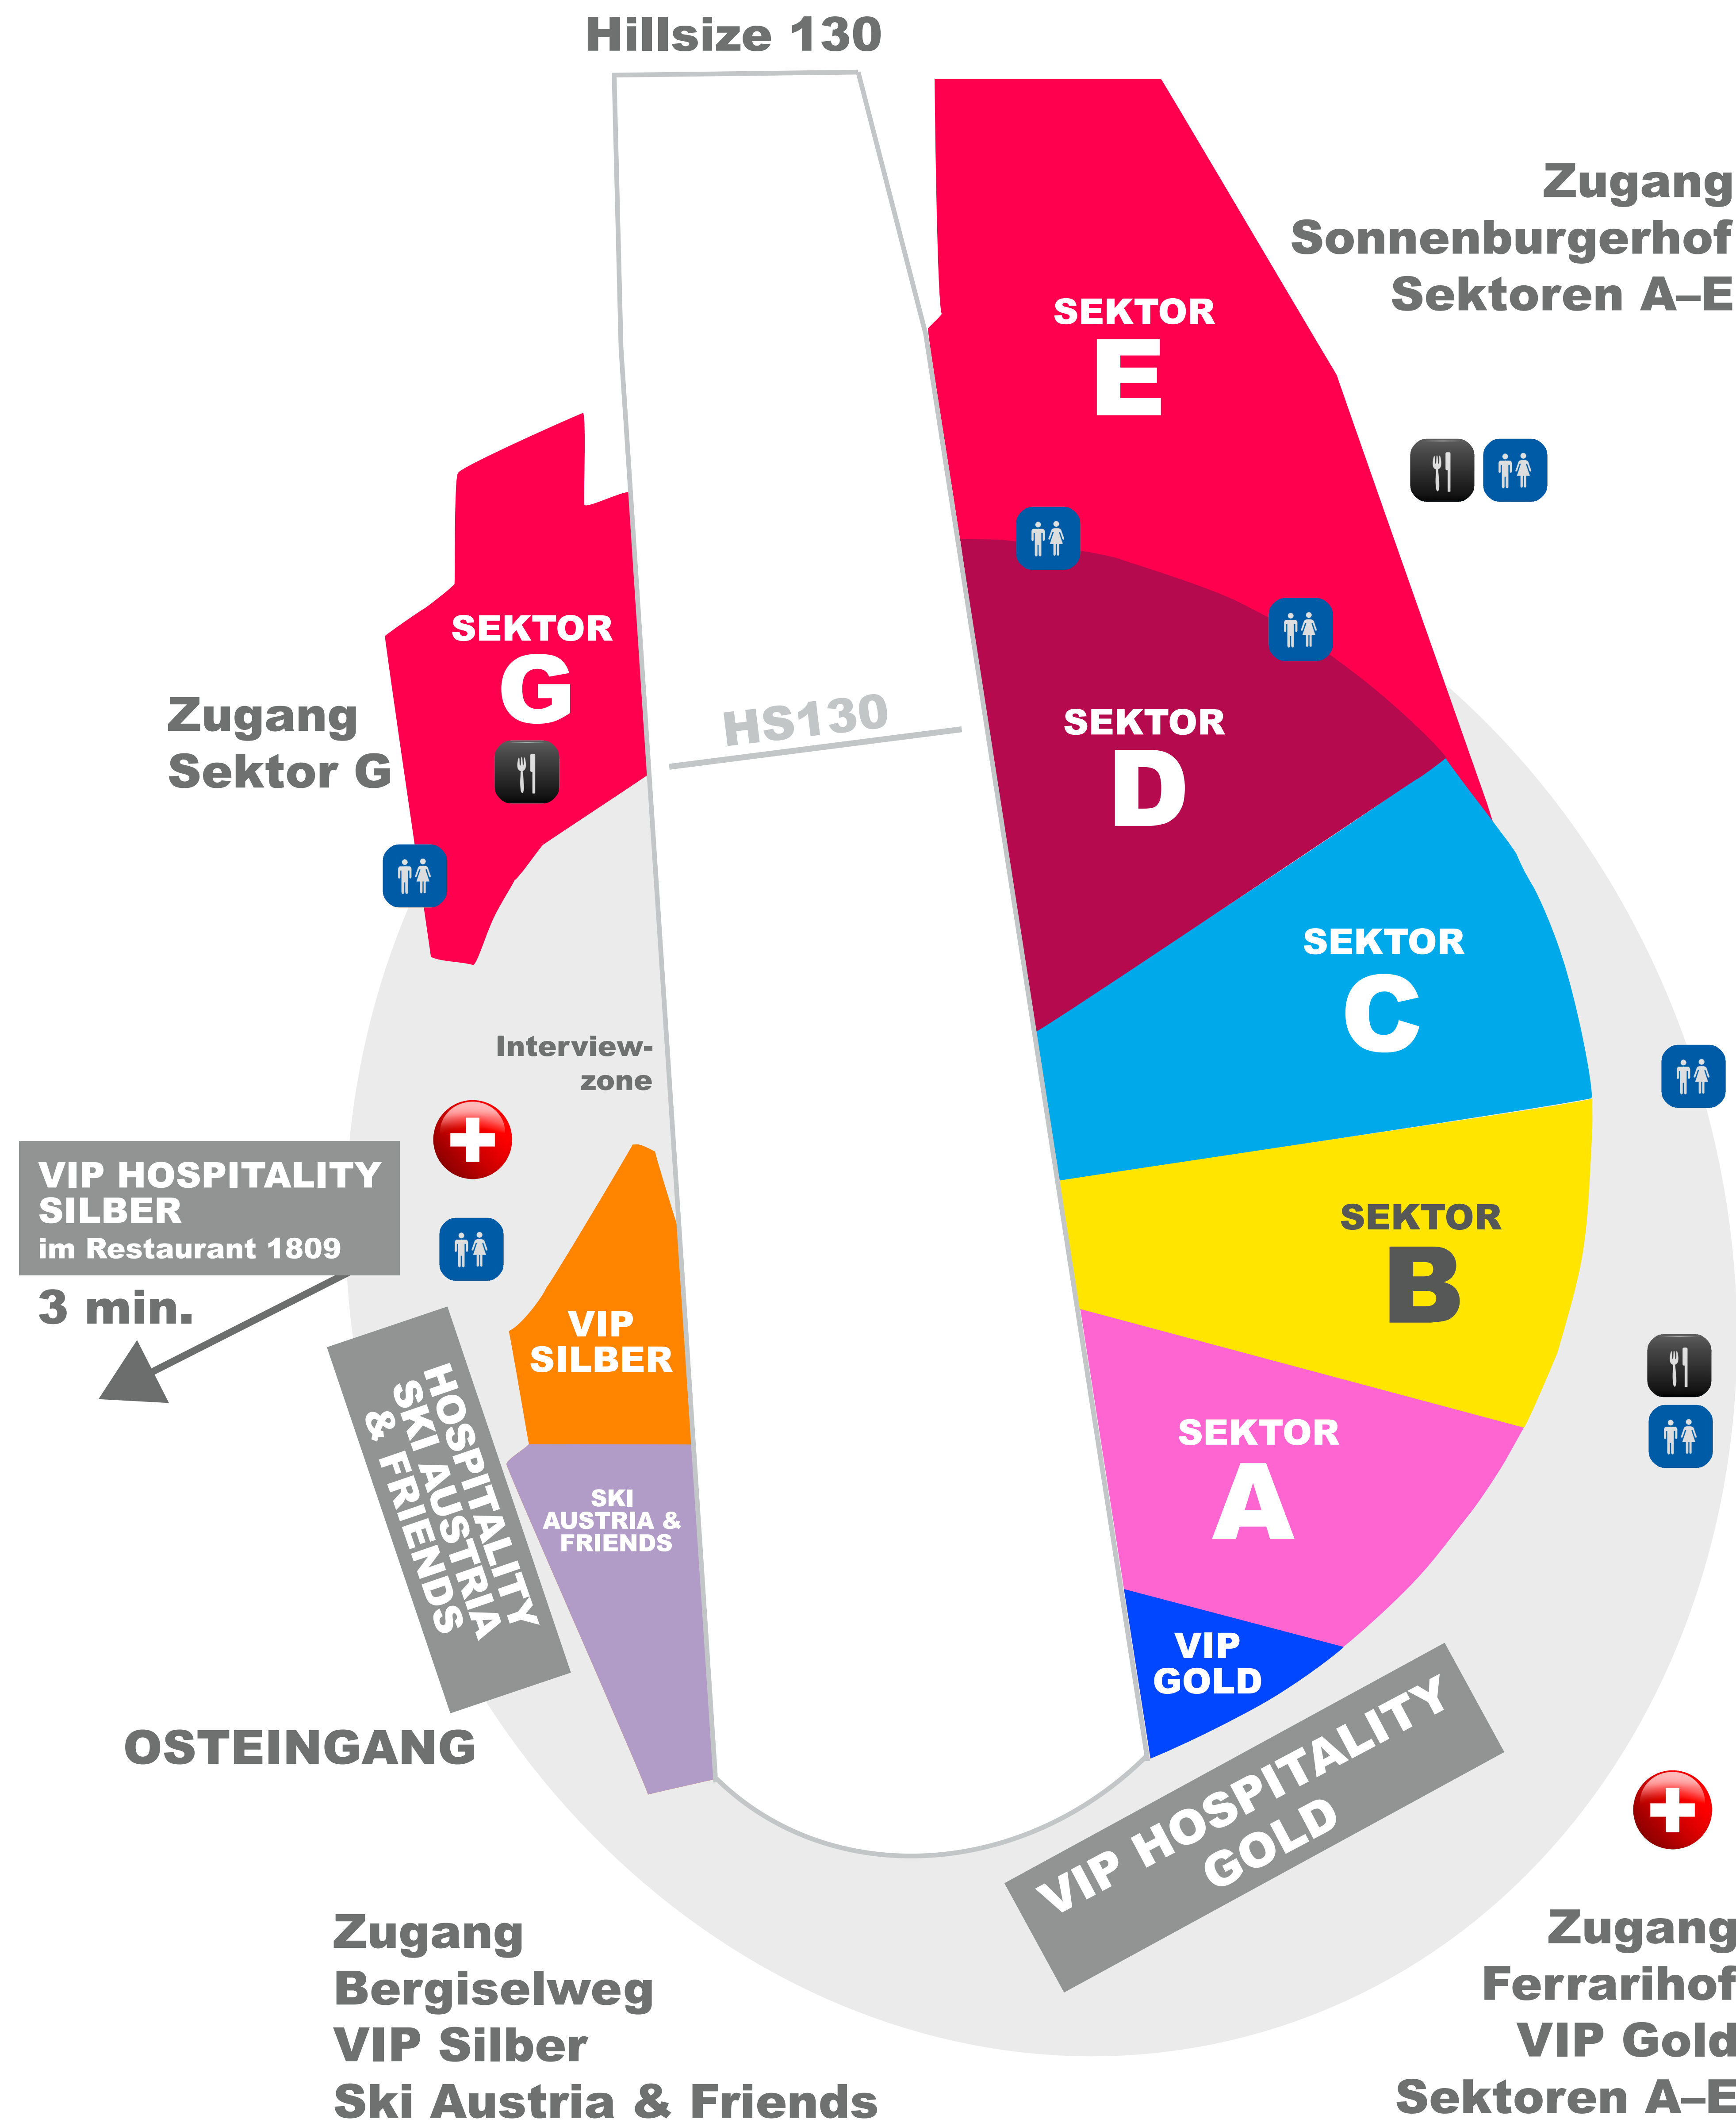 Hillsize 130
Zugang
Sonnenburgerhof
Sektoren A–E
SEKTOR
E
SEKTOR
G
Zugang
Sektor G
HS130
SEKTOR
D
SEKTOR
C
Interview-
zone
VIP HOSPITALITY
SILBER
im Restaurant 1809
3 min.
SEKTOR
B
VIP
SILBER
HOSPITALITY
SKI AUSTRIA
& FRIENDS
SEKTOR
A
SKI
AUSTRIA &
FRIENDS
VIP
GOLD
OSTEINGANG
VIP HOSPITALITY
GOLD
Zugang
Bergiselweg
VIP Silber
Ski Austria & Friends
Zugang
Ferrarihof
VIP Gold
Sektoren A–E